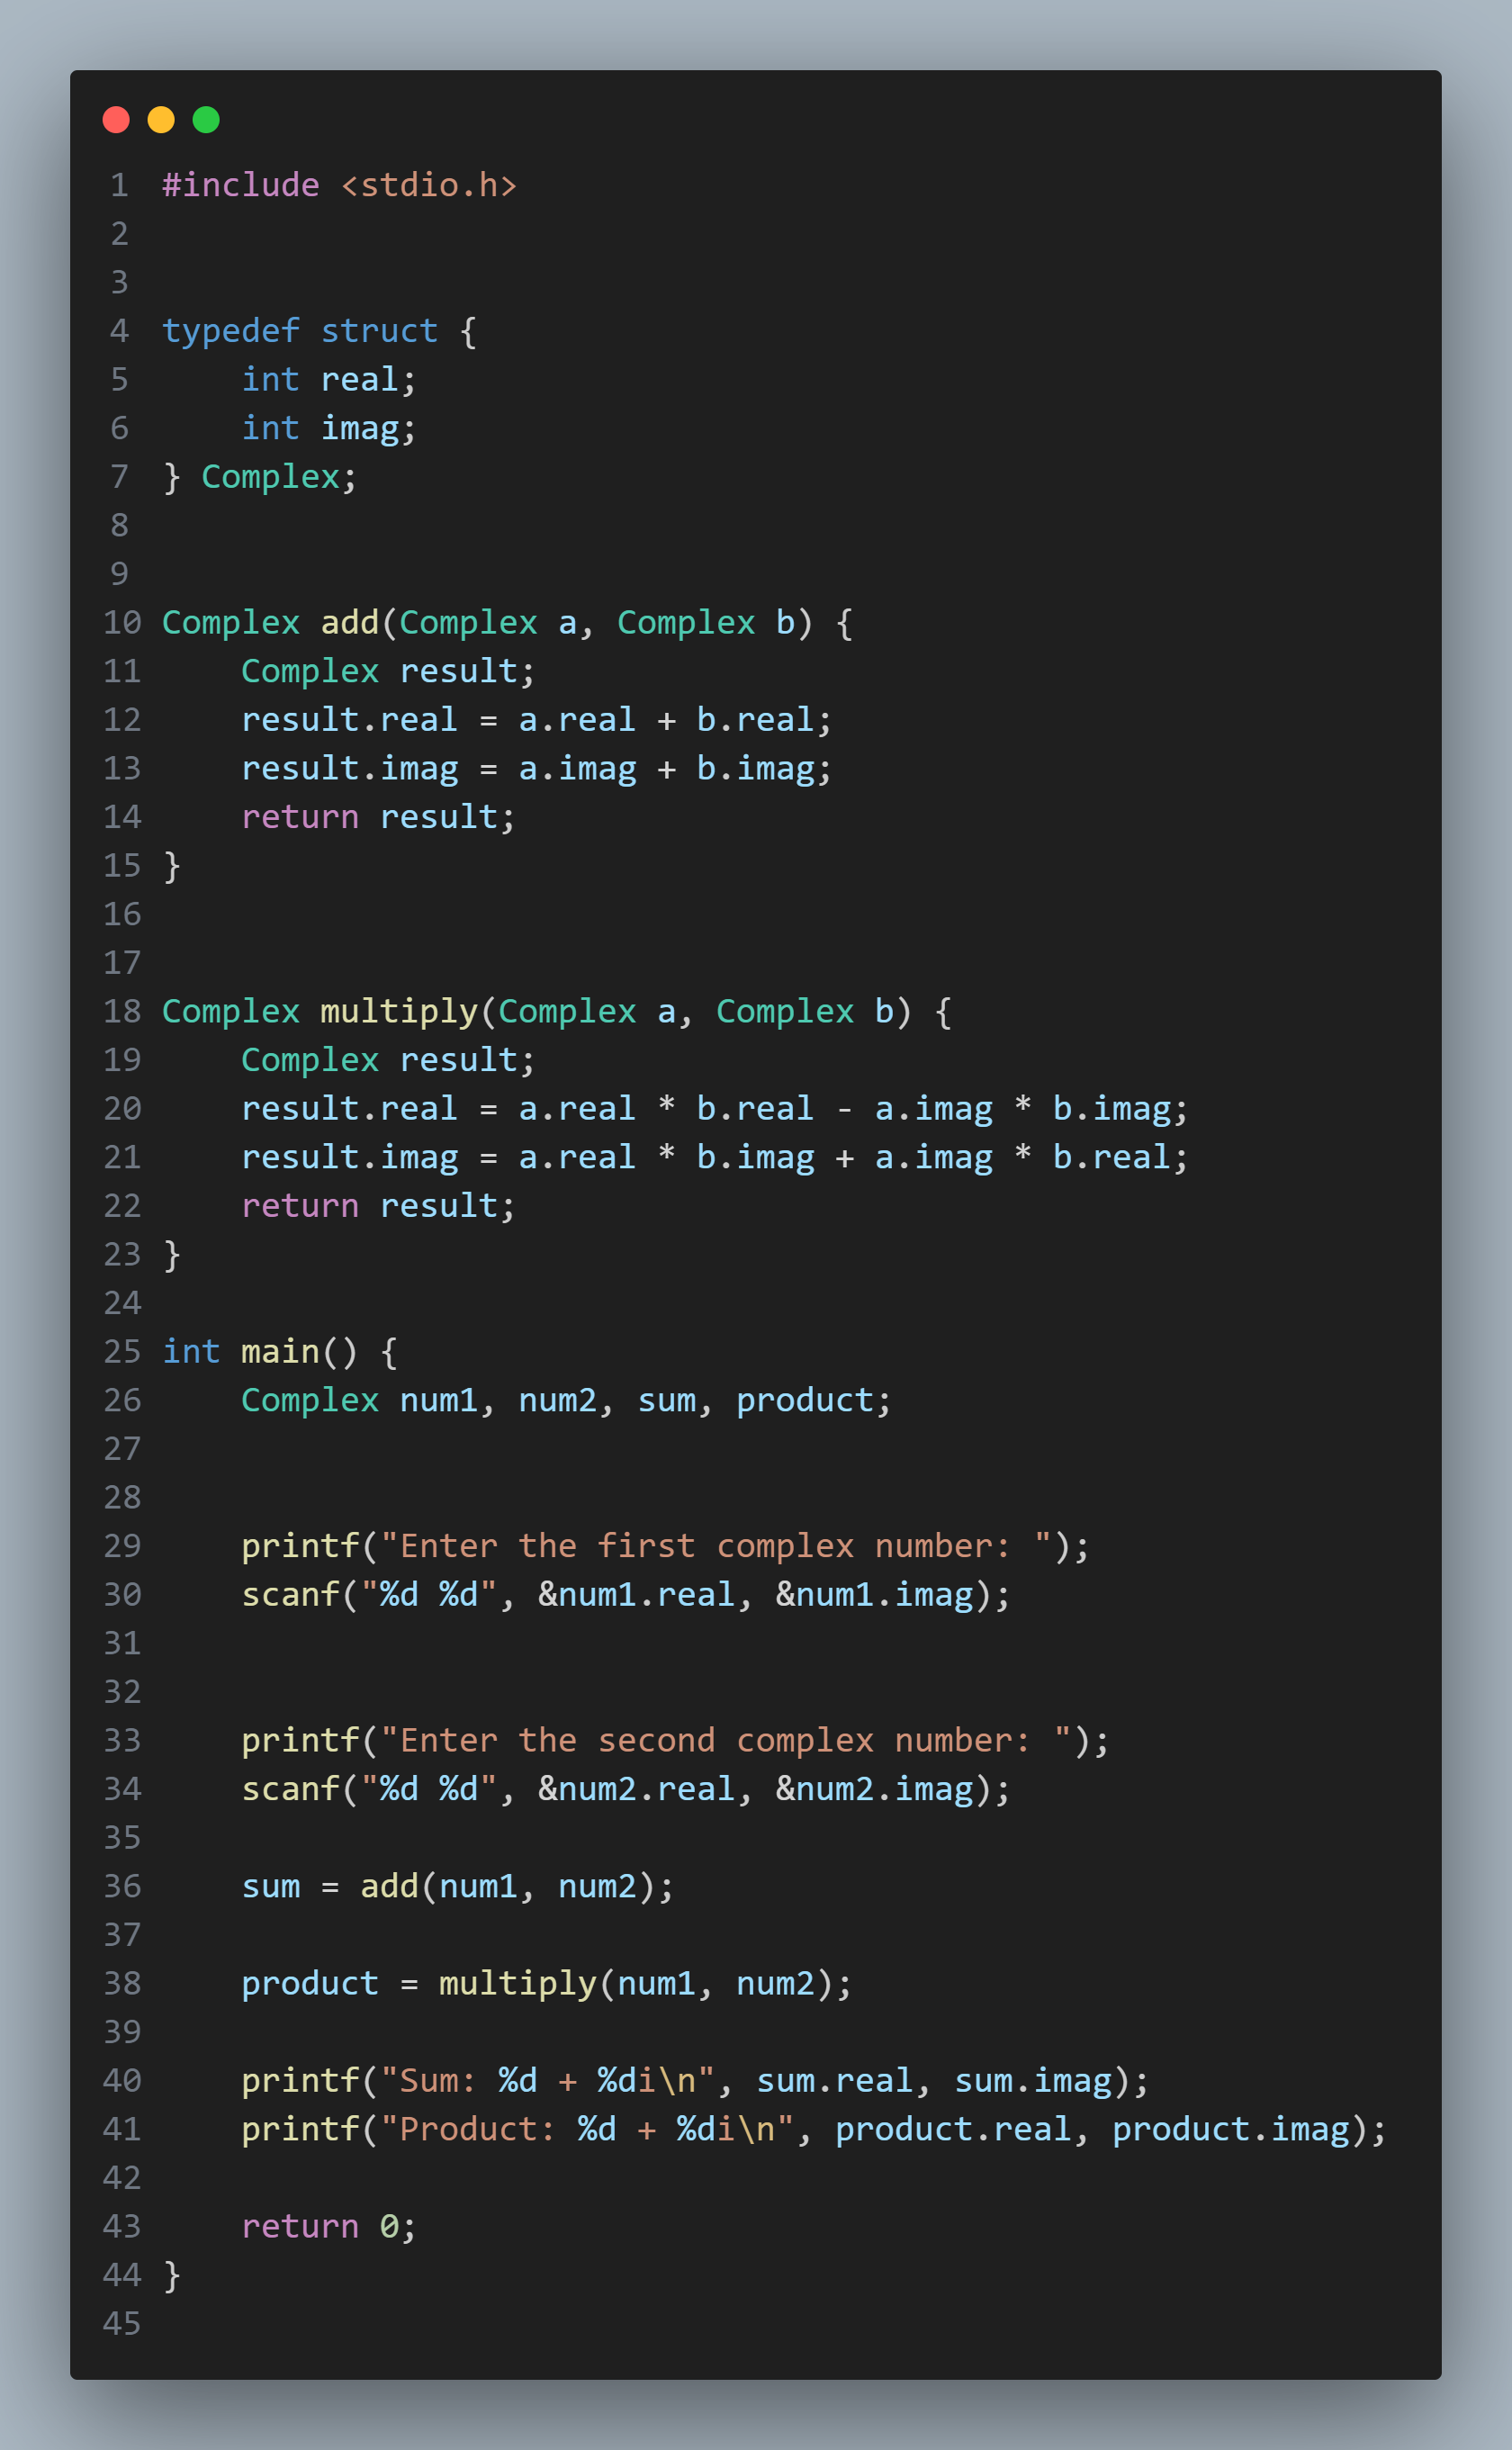 1 #include <stdio.h>
2
3
4 typedef struct {
5     int real;
6     int imag;
7 } Complex;
8
9
10 Complex add(Complex a, Complex b) {
11     Complex result;
12     result.real = a.real + b.real;
13     result.imag = a.imag + b.imag;
14     return result;
15 }
16
17
18 Complex multiply(Complex a, Complex b) {
19     Complex result;
20     result.real = a.real * b.real - a.imag * b.imag;
21     result.imag = a.real * b.imag + a.imag * b.real;
22     return result;
23 }
24
25 int main() {
26     Complex num1, num2, sum, product;
27
28
29     printf("Enter the first complex number: ");
30     scanf("%d %d", &num1.real, &num1.imag);
31
32
33     printf("Enter the second complex number: ");
34     scanf("%d %d", &num2.real, &num2.imag);
35
36     sum = add(num1, num2);
37
38     product = multiply(num1, num2);
39
40     printf("Sum: %d + %di\n", sum.real, sum.imag);
41     printf("Product: %d + %di\n", product.real, product.imag);
42
43     return 0;
44 }
45